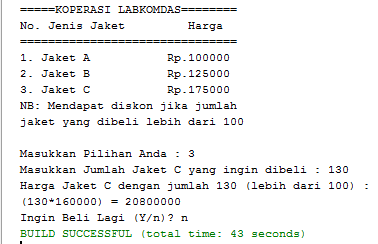 =====KOPERASI LABKOMDAS========
No. Jenis Jaket Harga
===============================
1. Jaket A Rp.100000
2. Jaket B Rp.125000
3. Jaket C Rp.175000
NB: Mendapat diskon jika jumlah
jaket yang dibeli lebih dari 100
Masukkan Pilihan Anda : 3
Masukkan Jumlah Jaket C yang ingin dibeli : 130
Harga Jaket C dengan jumlah 130 (lebih dari 100) :
(130*160000) = 20800000
Ingin Beli Lagi (Y/n)? n
BUILD SUCCESSFUL (total time: 43 seconds)